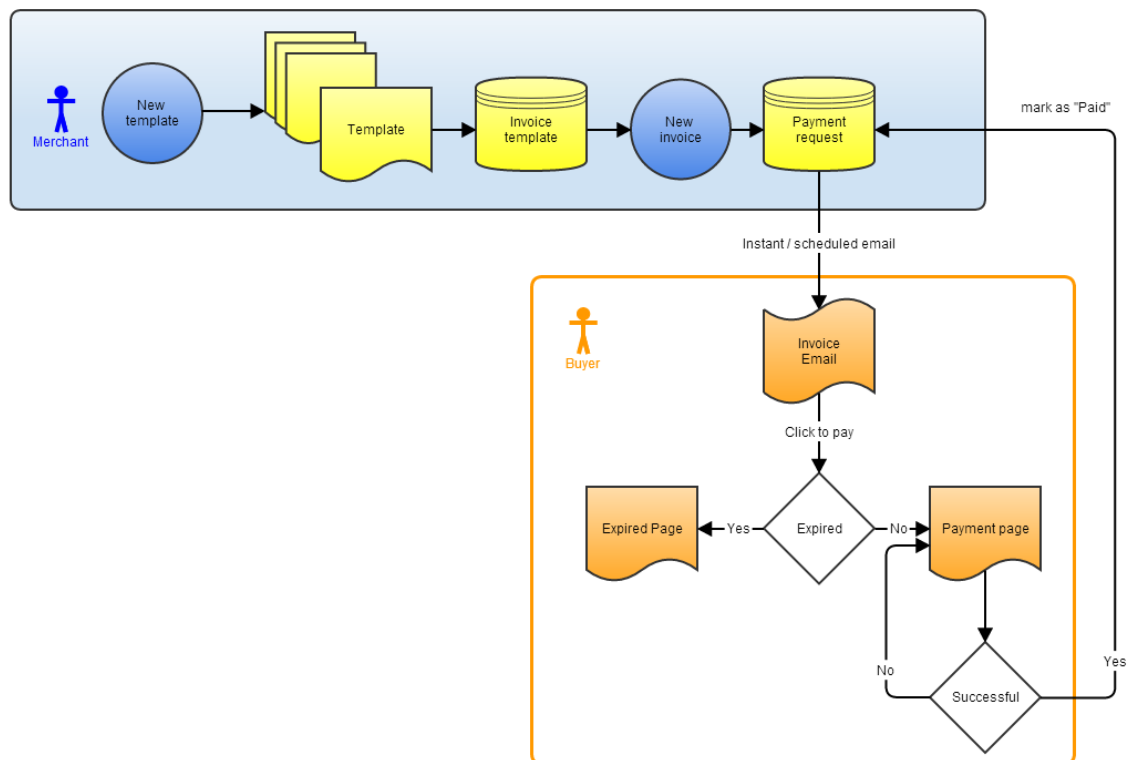 Merchant
New
template
Template
Invoice
template
New
invoice
Payment
request
mark as "Paid"
Instant / scheduled email
Buyer
Invoice
Email
Click to pay
Expired Page
Yes
Expired
No
Payment page
No
Successful
Yes